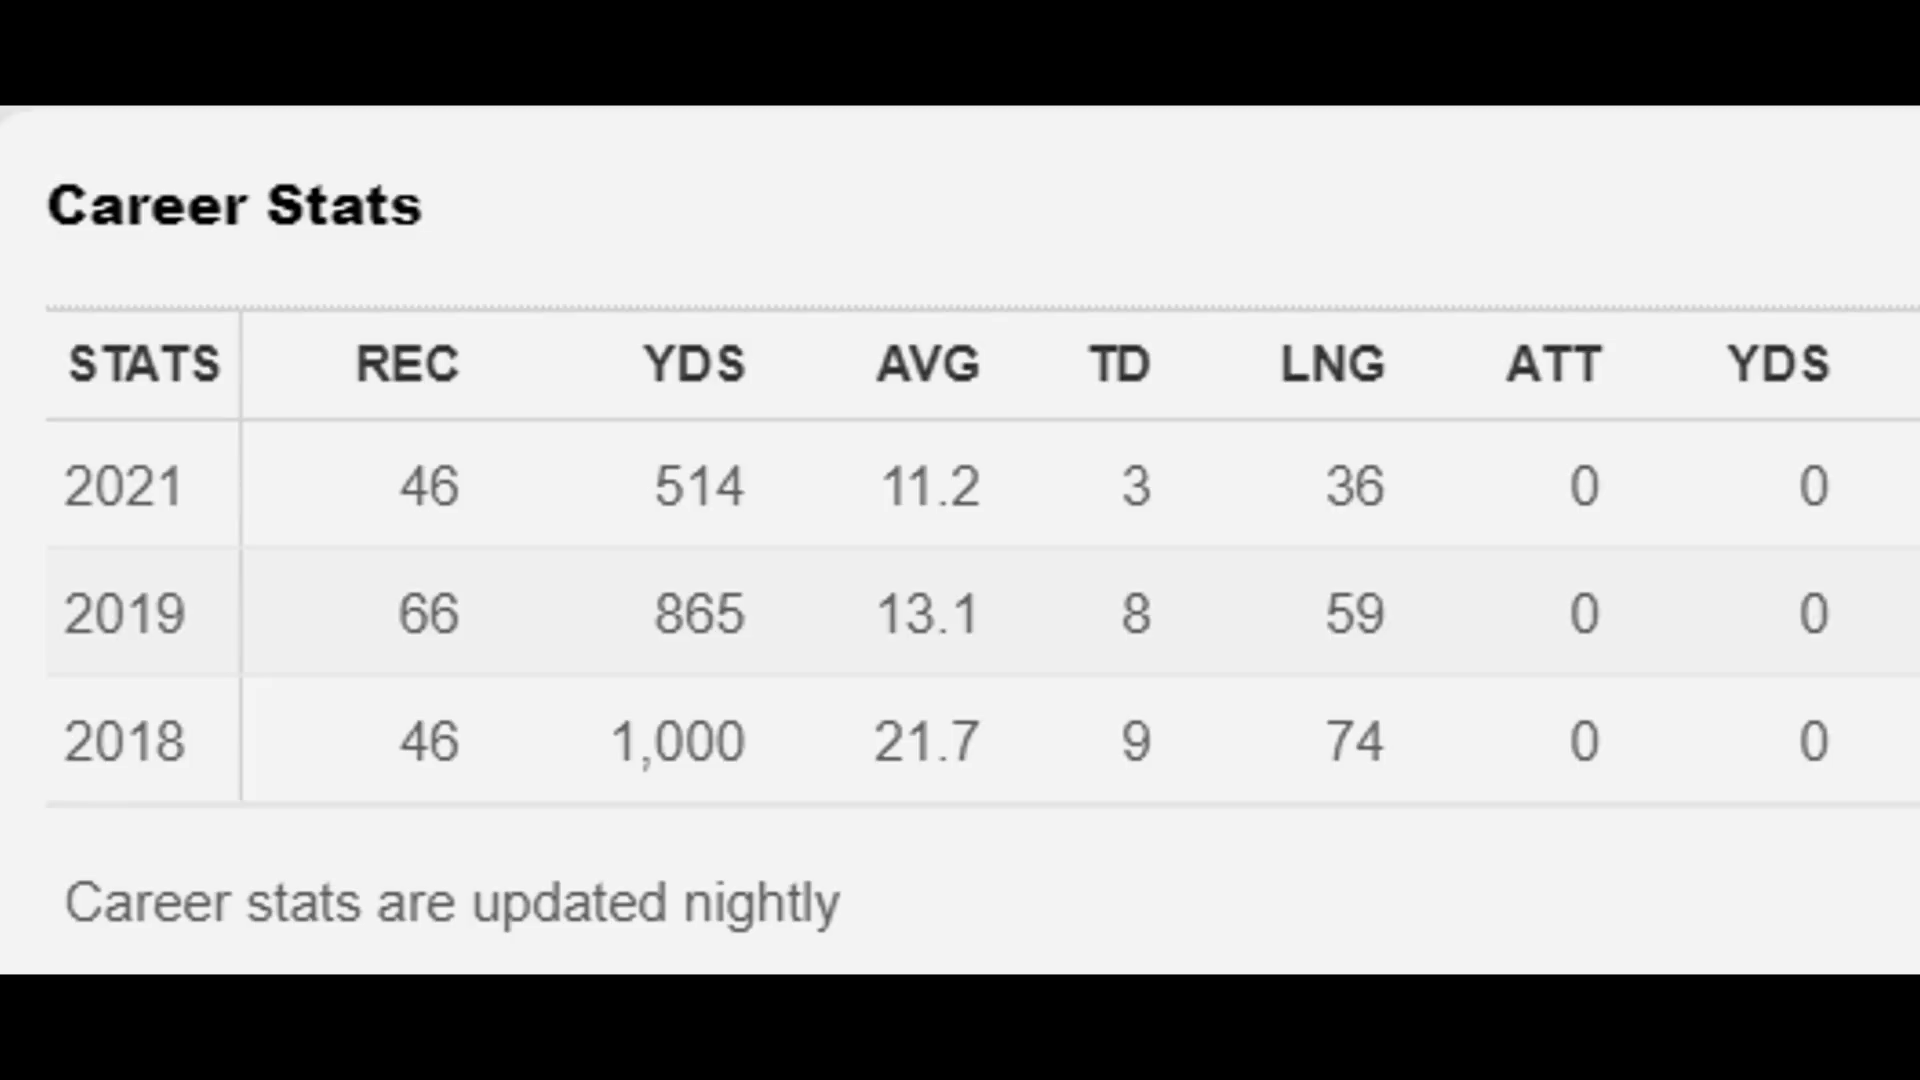 Career Stats
STATS REC YDS AVG TD LNG ATT YDS
2021 46 514 11.2 3 36 0 0
2019 66 865 13.1 8 59 0 0
2018 46 1,000 21.7 9 74 0 0
Career stats are updated nightly